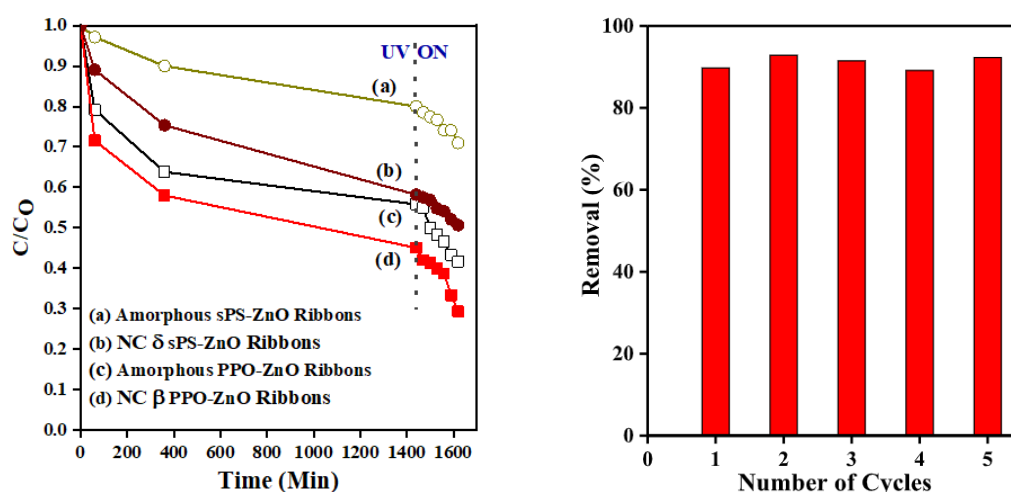 1.0
0.9
0.8
0.7
0.6
0.5
0.4
0.3
0.2
0.1
0.0
C/CO
UV ON
(a)
(b)
(c)
(d)
(a) Amorphous sPS-ZnO Ribbons
(b) NC δ sPS-ZnO Ribbons
(c) Amorphous PPO-ZnO Ribbons
(d) NC β PPO-ZnO Ribbons
0 200 400 600 800 1000 1200 1400 1600
Time (Min)
100
80
60
40
20
0
Removal (%)
0 1 2 3 4 5
Number of Cycles